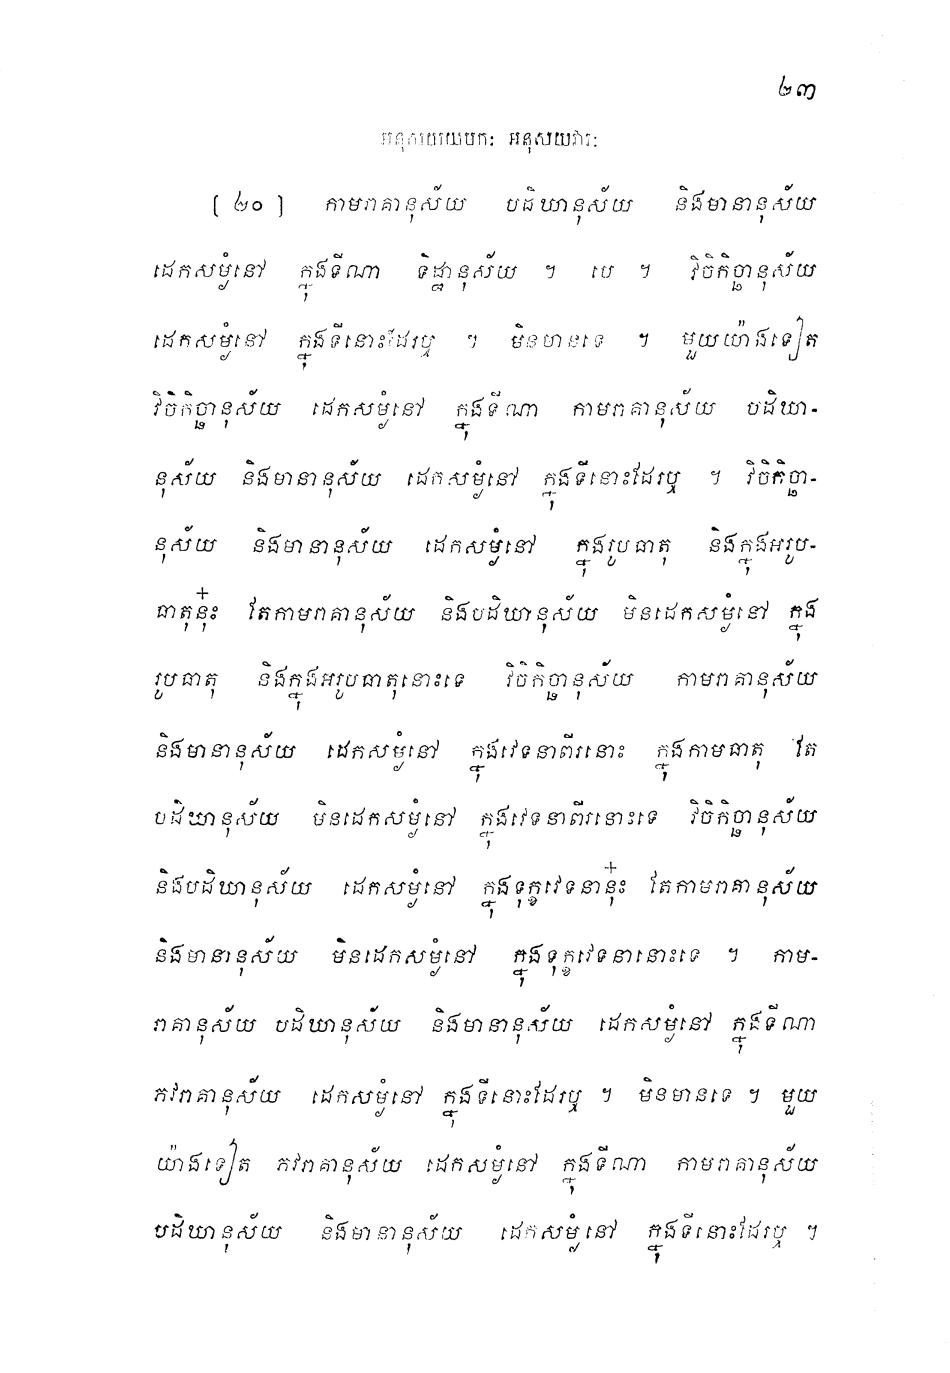 ២៣
អនុសយយមកៈ អនុសយវារៈ
[ ២០ ] កាមរាគានុស័យ បដិឃានុស័យ និងមានានុស័យ
ដេកសម្ងំនៅ ក្នុងទីណា ទិដ្ឋានុស័យ ។ បេ ។ វិចិកិច្ឆានុស័យ
ដេកសម្ងំនៅ ក្នុងទីនោះដែរឬ ។ មិនមានទេ ។ មួយយ៉ាងទៀត
វិចិកិច្ឆានុស័យ ដេកសម្ងំនៅ ក្នុងទីណា កាមរាគានុស័យ បដិឃា-
នុស័យ និងមានានុស័យ ដេកសម្ងំនៅ ក្នុងទីនោះដែរឬ ។ វិចិកិច្ឆា-
នុស័យ និងមានានុស័យ ដេកសម្ងំនៅ ក្នុងរូបធាតុ និងក្នុងអរូប-
ធាតុនុ៎ះ តែកាមរាគានុស័យ និងបដិឃានុស័យ មិនដេកសម្ងំនៅ ក្នុង
រូបធាតុ និងក្នុងអរូបធាតុនោះទេ វិចិកិច្ឆានុស័យ កាមរាគានុស័យ
និងមានានុស័យ ដេកសម្ងំនៅ ក្នុងវេទនាពីរនោះ ក្នុងកាមធាតុ តែ
បដិឃានុស័យ មិនដេកសម្ងំនៅ ក្នុងវេទនាពីរនោះទេ វិចិកិច្ឆានុស័យ
និងបដិឃានុស័យ ដេកសម្ងំនៅ ក្នុងទុក្ខវេទនានុ៎ះ តែកាមរាគានុស័យ
និងមានានុស័យ មិនដេកសម្ងំនៅ ក្នុងទុក្ខវេទនានោះទេ ។ កាម-
រាគានុស័យ បដិឃានុស័យ និងមានានុស័យ ដេកសម្ងំនៅ ក្នុងទីណា
ភវរាគានុស័យ ដេកសម្ងំនៅ ក្នុងទីនោះដែរឬ ។ មិនមានទេ ។ មួយ
យ៉ាងទៀត ភវរាគានុស័យ ដេកសម្ងំនៅ ក្នុងទីណា កាមរាគានុស័យ
បដិឃានុស័យ និងមានានុស័យ ដេកសម្ងំនៅ ក្នុងទីនោះដែរឬ ។